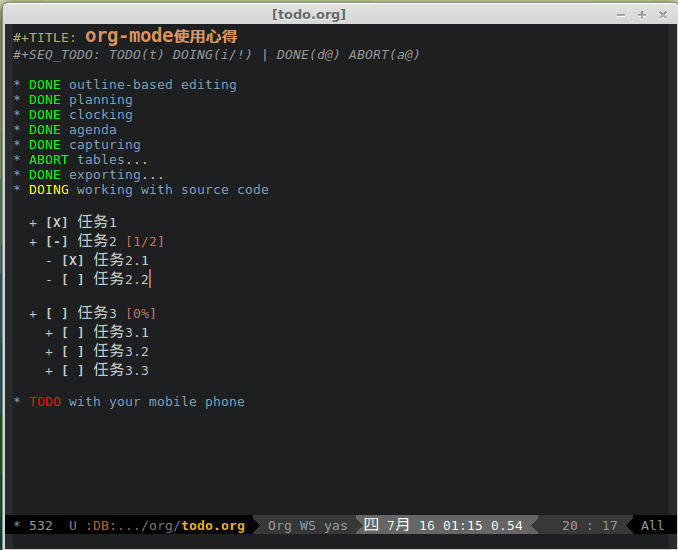 [todo.org]
#+TITLE: org-mode使用心得
#+SEQ_TODO: TODO(t) DOING(i/!) | DONE(d@) ABORT(a@)
* DONE outline-based editing
* DONE planning
* DONE clocking
* DONE agenda
* DONE capturing
* ABORT tables...
* DONE exporting...
* DOING working with source code
+ [X] 任务1
+ [-] 任务2 [1/2]
- [X] 任务2.1
- [ ] 任务2.2
+ [ ] 任务3 [0%]
+ [ ] 任务3.1
+ [ ] 任务3.2
+ [ ] 任务3.3
* TODO with your mobile phone
* 532 U :DB:.../org/todo.org Org WS yas 四 7月 16 01:15 0.54 20 : 17 All